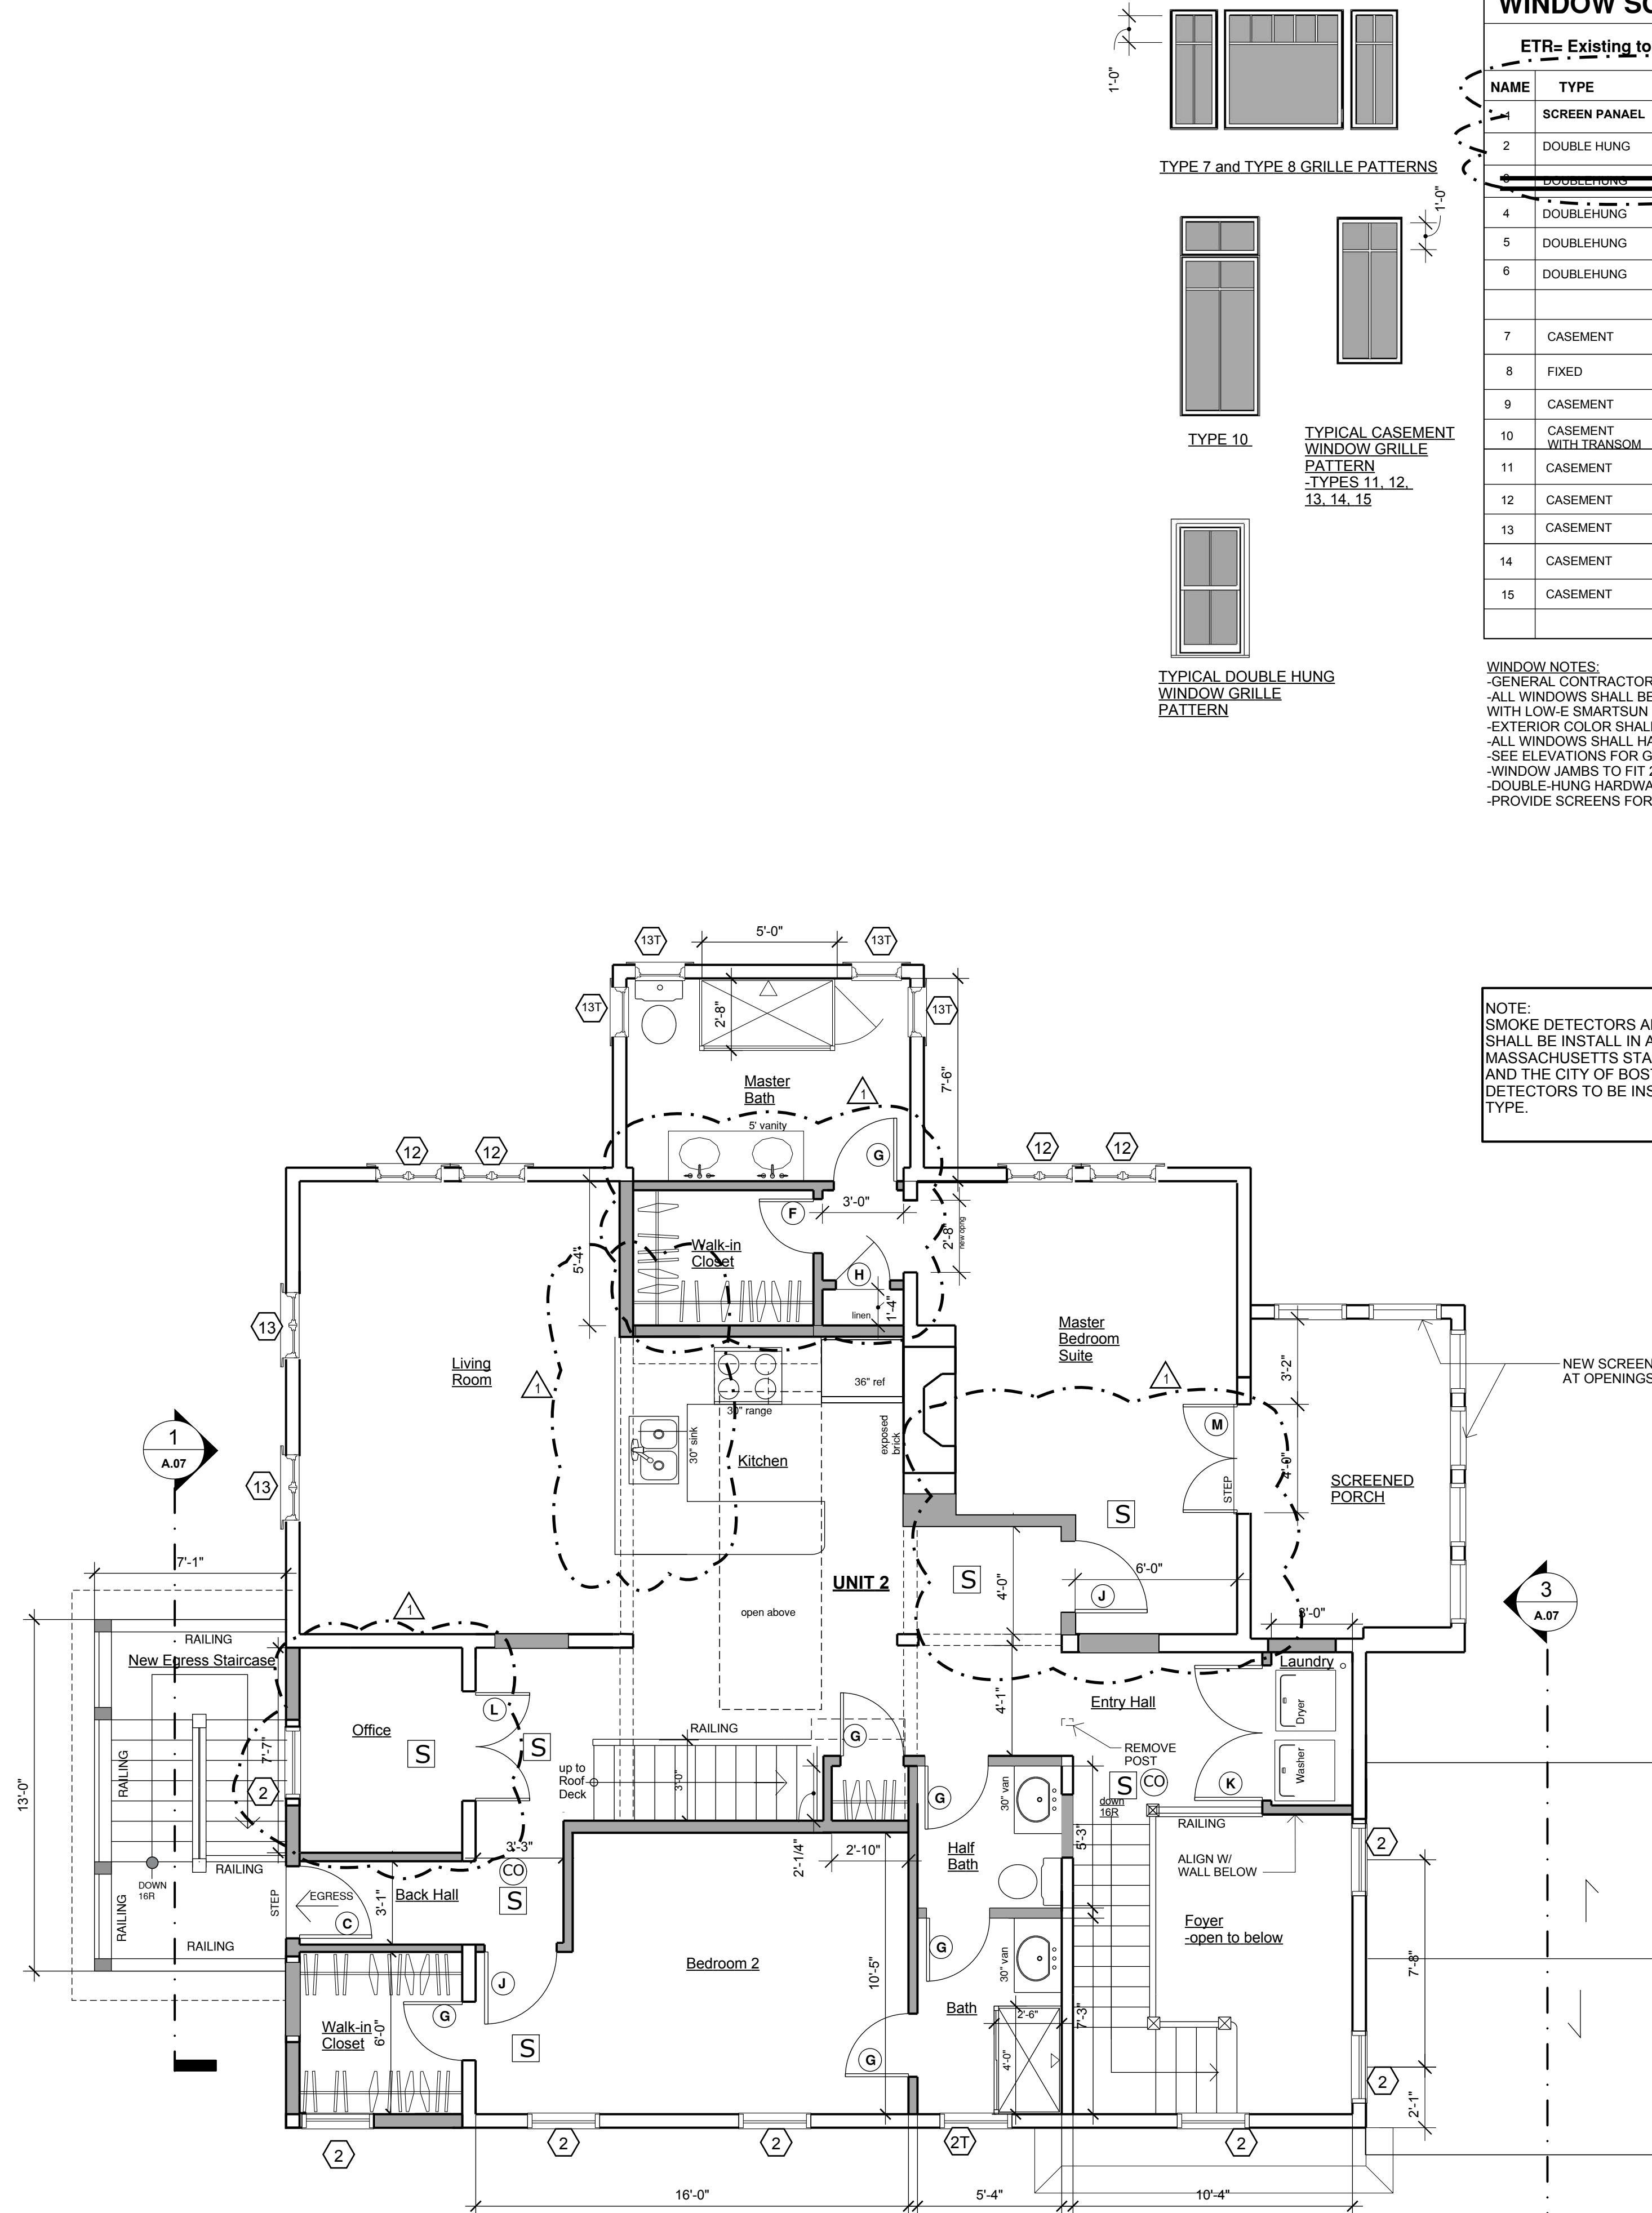 WINDOW SC
ETR= Existing to
NAME TYPE
1 SCREEN PANAEL
2 DOUBLE HUNG
3 DOUBLEHUNG
4 DOUBLEHUNG
5 DOUBLEHUNG
6 DOUBLEHUNG
7 CASEMENT
8 FIXED
9 CASEMENT
10 CASEMENT
WITH TRANSOM
11 CASEMENT
12 CASEMENT
13 CASEMENT
14 CASEMENT
15 CASEMENT
1'-0"
TYPE 7 and TYPE 8 GRILLE PATTERNS
1'-0"
TYPE 10
TYPICAL CASEMENT
WINDOW GRILLE
PATTERN
-TYPES 11, 12,
13, 14, 15
TYPICAL DOUBLE HUNG
WINDOW GRILLE
PATTERN
WINDOW NOTES:
-GENERAL CONTRACTOR
-ALL WINDOWS SHALL BE
WITH LOW-E SMARTSUN
-EXTERIOR COLOR SHALL
-ALL WINDOWS SHALL HA
-SEE ELEVATIONS FOR G
-WINDOW JAMBS TO FIT 2
-DOUBLE-HUNG HARDWA
-PROVIDE SCREENS FOR
NOTE:
SMOKE DETECTORS A
SHALL BE INSTALL IN A
MASSACHUSETTS STA
AND THE CITY OF BOS
DETECTORS TO BE INS
TYPE.
13T
5'-0"
13T
13T
2'-8"
13T
Master
Bath
1
7'-6"
5' vanity
12
12
G
12
12
F
3'-0"
2'-8"
new opng
5'-4"
Walk-in
Closet
H
linen
1'-4"
13
Living
Room
1
36" ref
30" range
Master
Bedroom
Suite
1
3'-2"
NEW SCREEN
AT OPENINGS
1
A.07
30" sink
Kitchen
exposed
brick
M
4'-0"
STEP
SCREENED
PORCH
13
S
7'-1"
UNIT 2
S
4'-0"
6'-0"
J
3
A.07
1
open above
3'-0"
RAILING
New Egress Staircase
Laundry
L
Office
S
S
RAILING
G
4'-1"
Entry Hall
Dryer
REMOVE
POST
13'-0"
RAILING
7'-7"
2
up to
Roof
Deck
3'-0"
G
30" van
S
CO
down
16R
K
Washer
RAILING
3'-3"
CO
2'-1/4"
2'-10"
Half
Bath
5'-3"
ALIGN W/
WALL BELOW
2
RAILING
DOWN
16R
STEP
EGRESS
C
3'-1"
Back Hall
S
RAILING
RAILING
G
Foyer
-open to below
Bedroom 2
10'-5"
30" van
7'-8"
J
G
Walk-in
Closet
6'-0"
S
Bath
2'-6"
7'-3"
4'-0"
G
2
2'-1"
2
2
2
2T
2
16'-0"
5'-4"
10'-4"